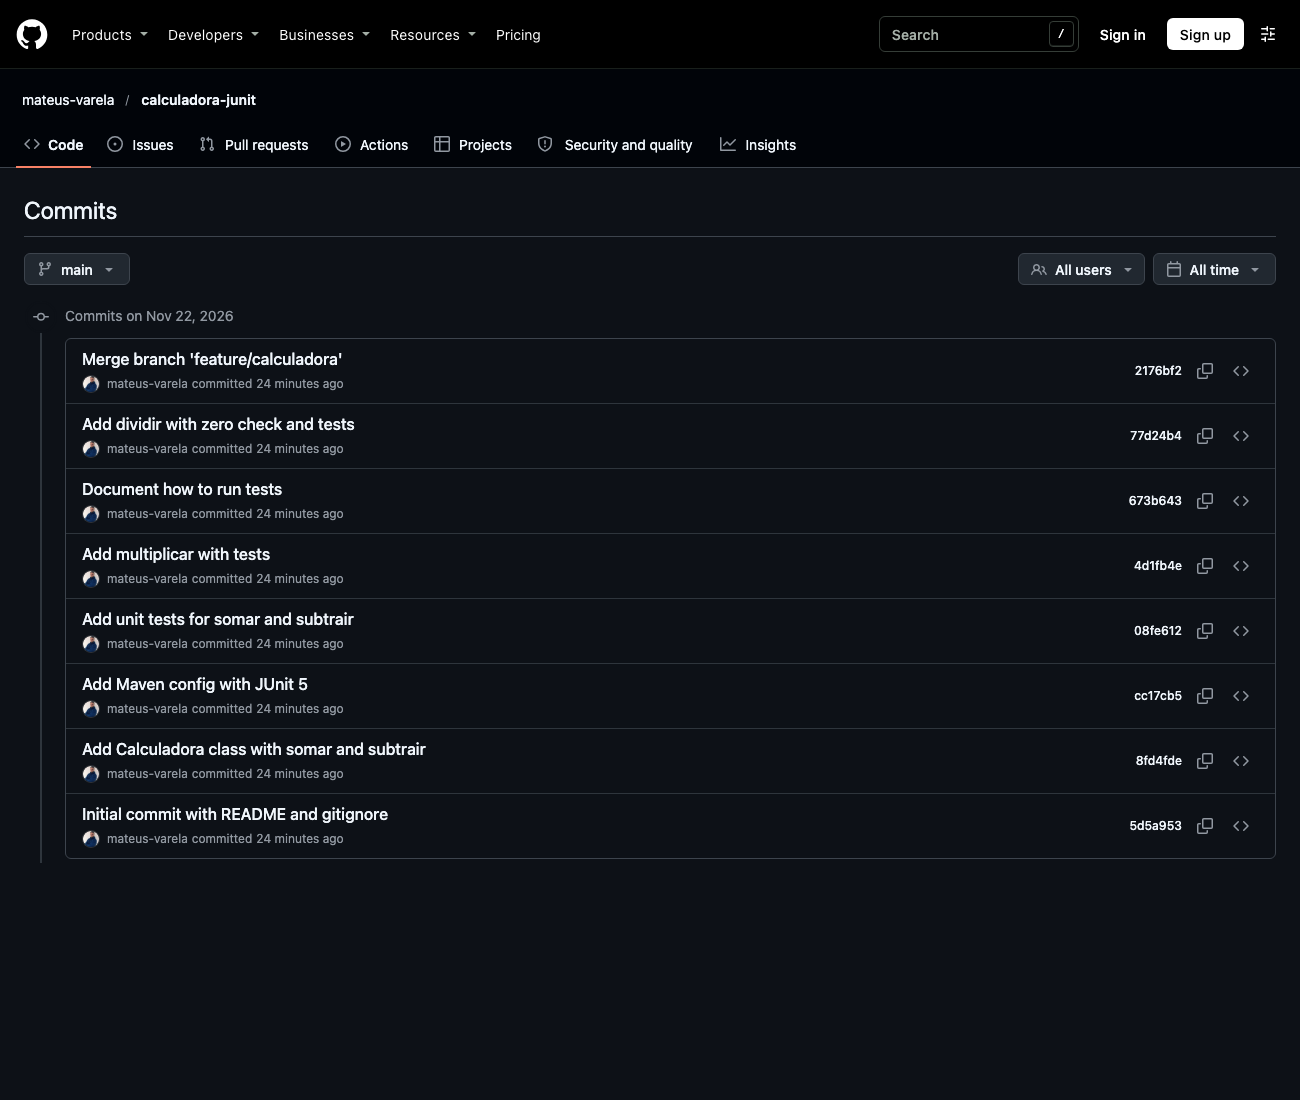 Products Developers Businesses Resources Pricing Search / Sign in Sign up
mateus-varela / calculadora-junit
Code Issues Pull requests Actions Projects Security and quality Insights
Commits
main All users All time
Commits on Nov 22, 2026
Merge branch 'feature/calculadora'
mateus-varela committed 24 minutes ago
2176bf2
Add dividir with zero check and tests
mateus-varela committed 24 minutes ago
77d24b4
Document how to run tests
mateus-varela committed 24 minutes ago
673b643
Add multiplicar with tests
mateus-varela committed 24 minutes ago
4d1fb4e
Add unit tests for somar and subtrair
mateus-varela committed 24 minutes ago
08fe612
Add Maven config with JUnit 5
mateus-varela committed 24 minutes ago
cc17cb5
Add Calculadora class with somar and subtrair
mateus-varela committed 24 minutes ago
8fd4fde
Initial commit with README and gitignore
mateus-varela committed 24 minutes ago
5d5a953